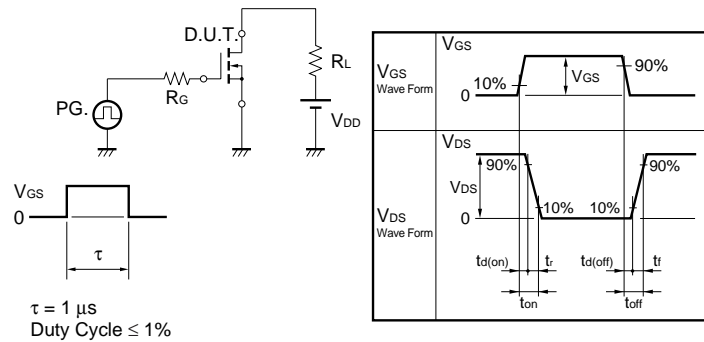 D.U.T.
RL
RG
PG.
VDD
VGS
0
τ
τ = 1 μs
Duty Cycle ≤ 1%
VGS
Wave Form
VGS
10%
VGS
90%
0
VDS
Wave Form
VDS
90%
VDS
10%
10%
90%
0
td(on)
tr
td(off)
tf
ton
toff